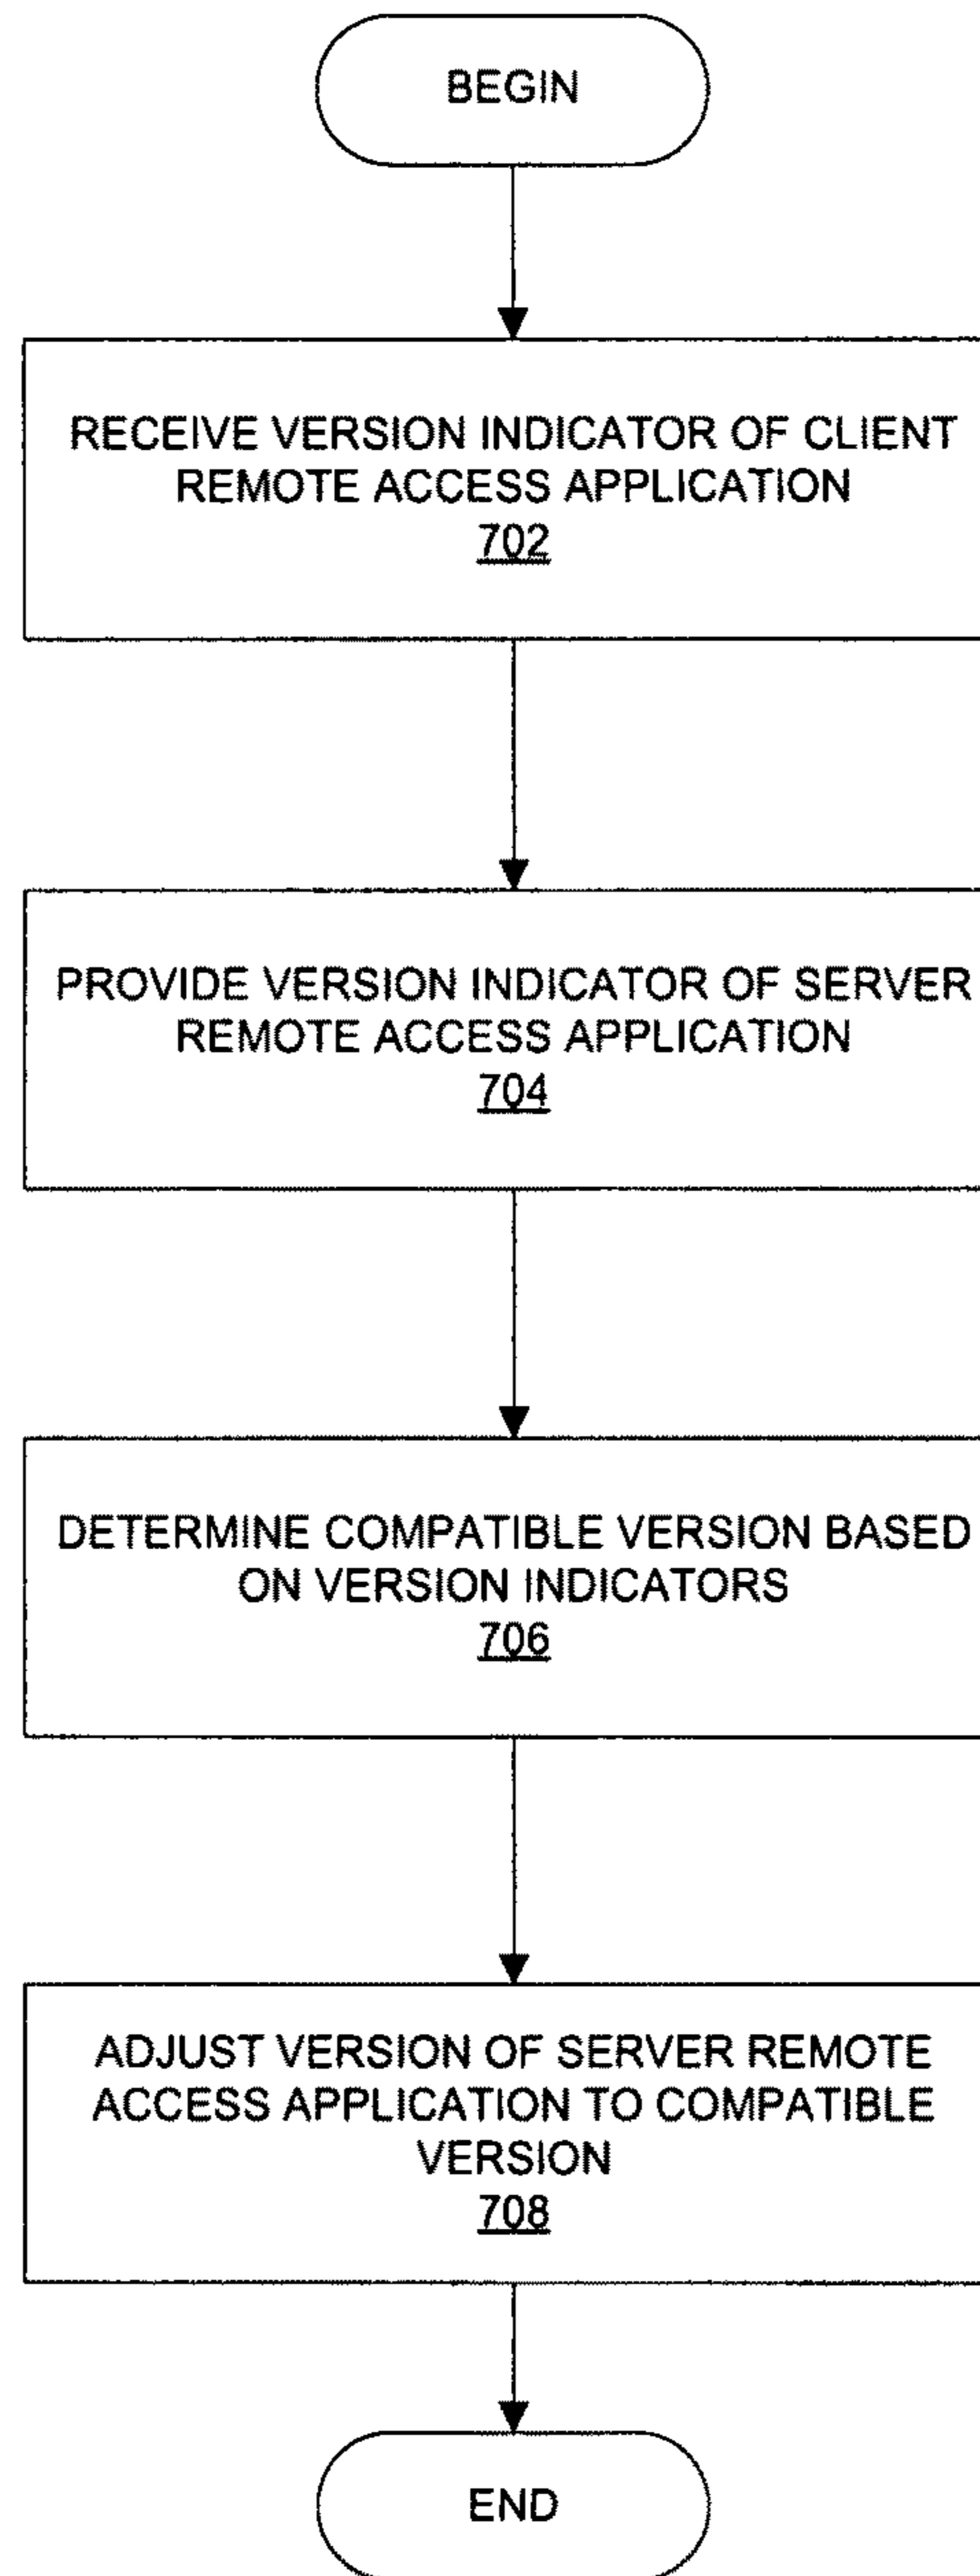 BEGIN
RECEIVE VERSION INDICATOR OF CLIENT
REMOTE ACCESS APPLICATION
702
PROVIDE VERSION INDICATOR OF SERVER
REMOTE ACCESS APPLICATION
704
DETERMINE COMPATIBLE VERSION BASED
ON VERSION INDICATORS
706
ADJUST VERSION OF SERVER REMOTE
ACCESS APPLICATION TO COMPATIBLE
VERSION
708
END